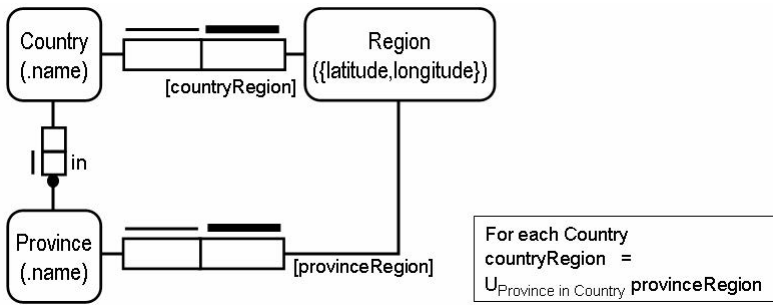 Country
(.name)
Region
({latitude,longitude})
[countryRegion]
in
Province
(.name)
[provinceRegion]
For each Country
countryRegion =
UProvince in Country provinceRegion